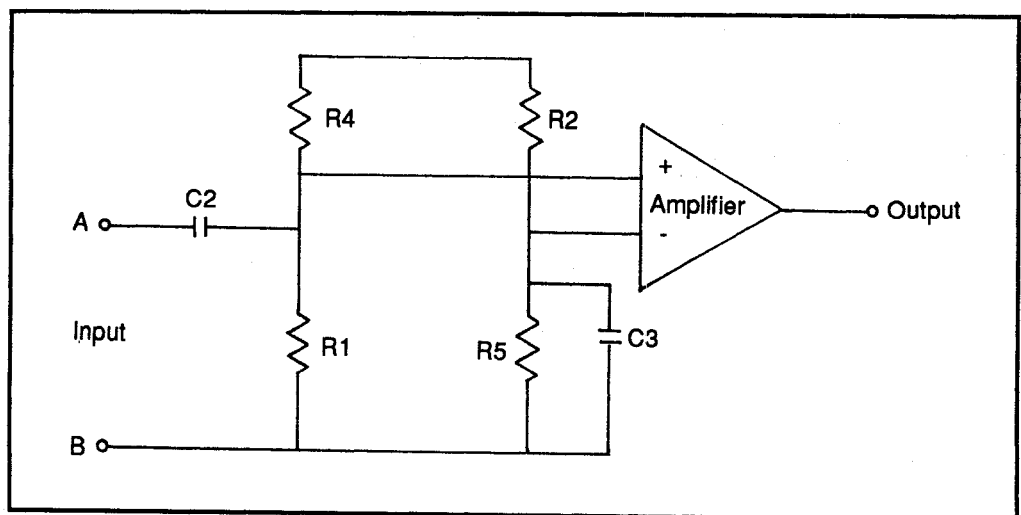 R4
R2
C2
+
A
Amplifier
Output
-
Input
R1
R5
C3
B